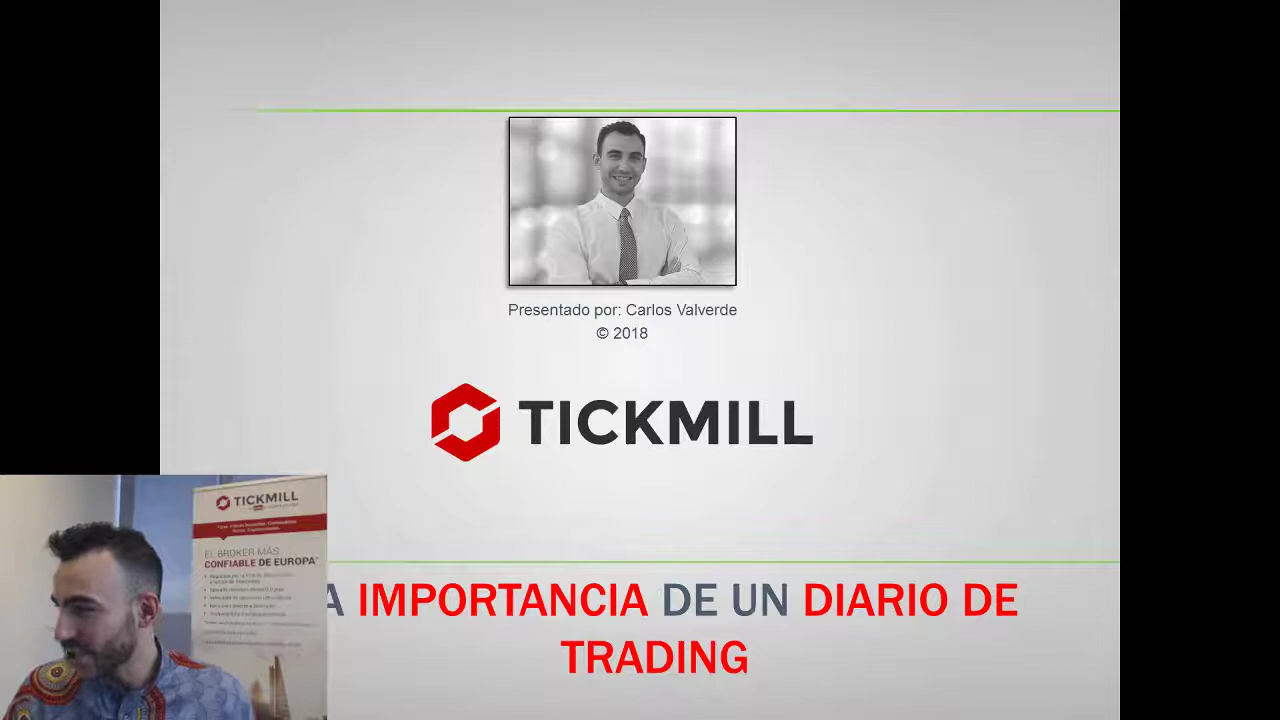 Presentado por: Carlos Valverde
© 2018
TICKMILL
TICKMILL
EL BROKER MÁS
CONFIABLE DE EUROPA
A IMPORTANCIA DE UN DIARIO DE
TRADING